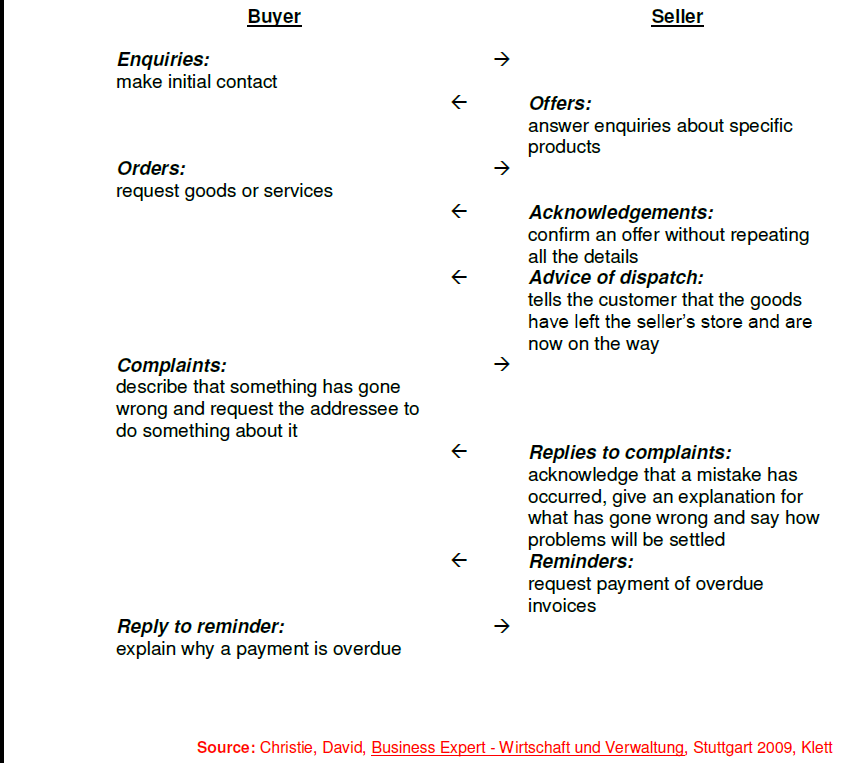 Buyer Seller
Enquiries: →
make initial contact
← Offers:
answer enquiries about specific
products
Orders: →
request goods or services
← Acknowledgements:
confirm an offer without repeating
all the details
← Advice of dispatch:
tells the customer that the goods
have left the seller's store and are
now on the way
Complaints: →
describe that something has gone
wrong and request the addressee to
do something about it
← Replies to complaints:
acknowledge that a mistake has
occurred, give an explanation for
what has gone wrong and say how
problems will be settled
← Reminders:
request payment of overdue
invoices
Reply to reminder: →
explain why a payment is overdue
Source: Christie, David, Business Expert - Wirtschaft und Verwaltung, Stuttgart 2009, Klett